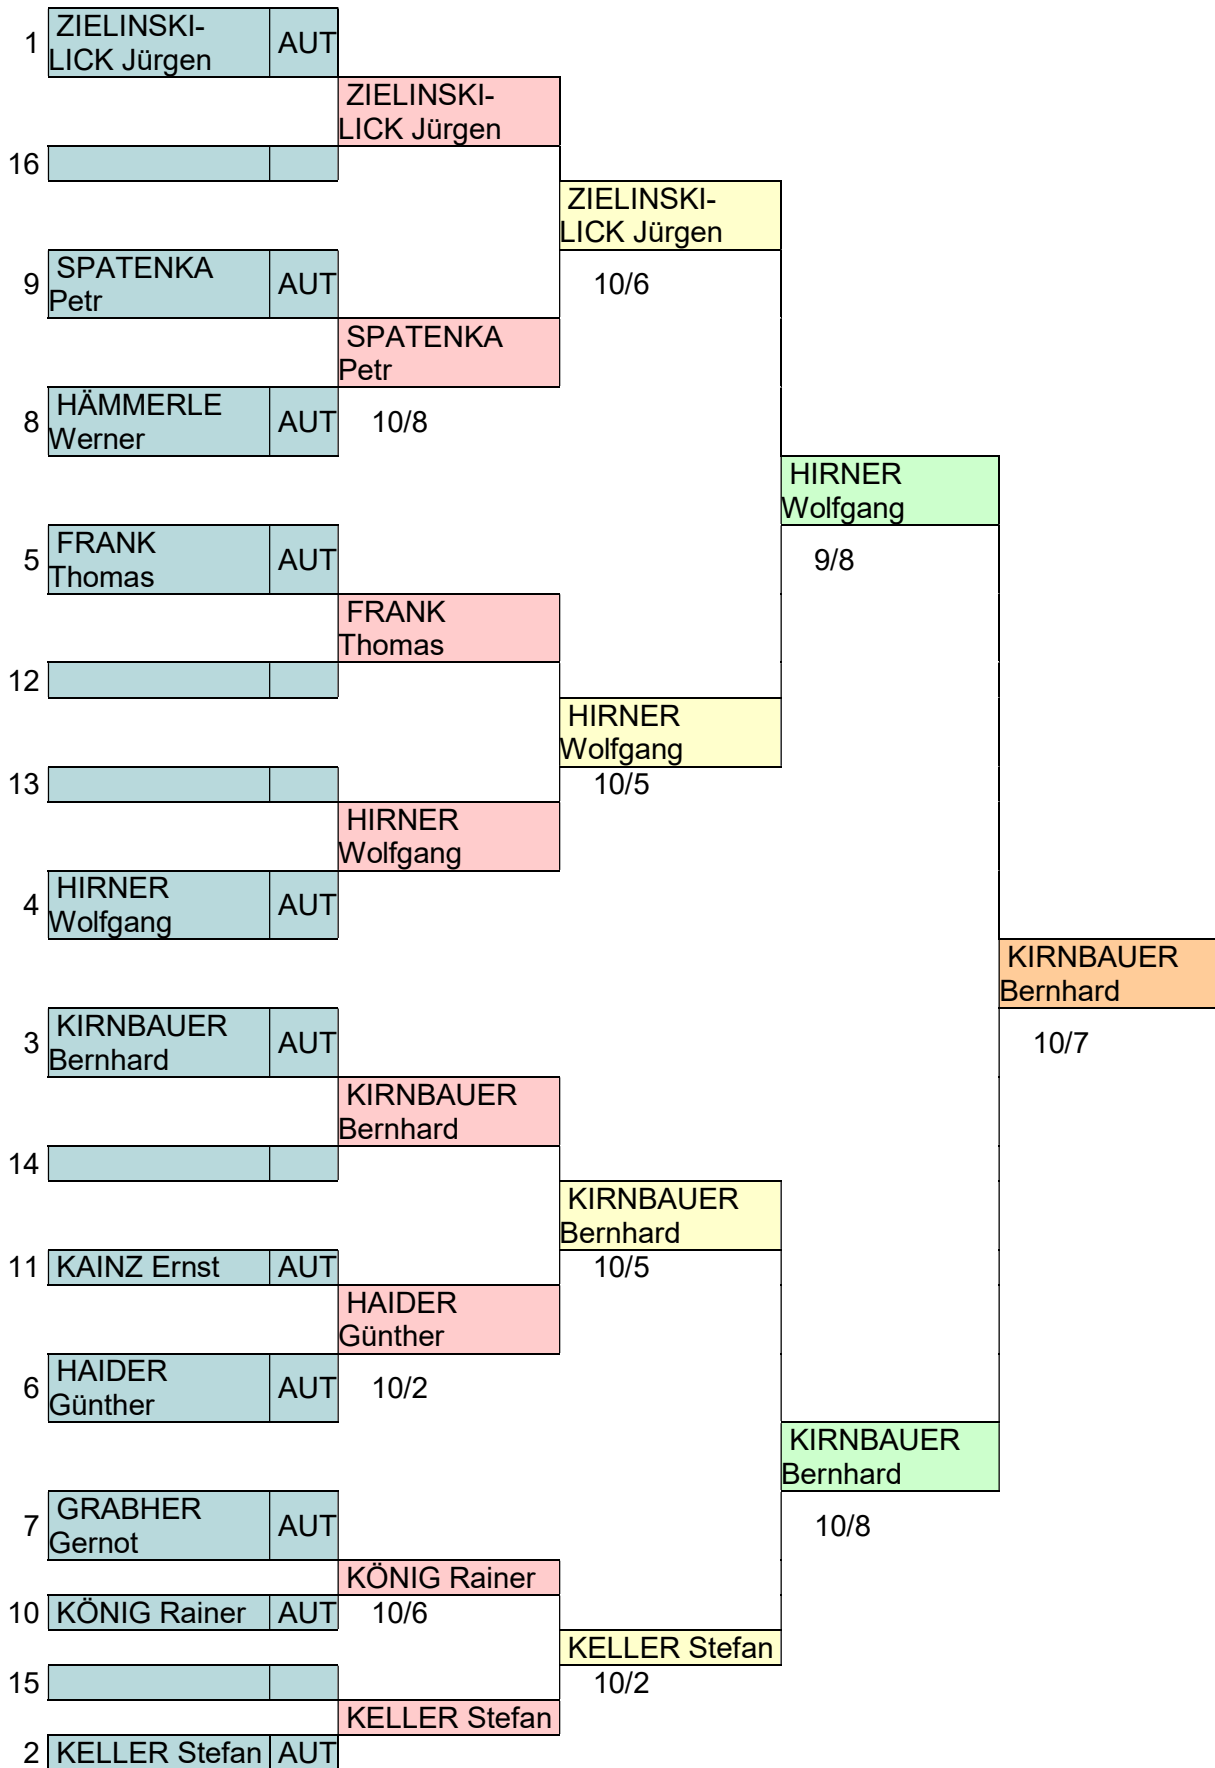 1 ZIELINSKI-
LICK Jürgen AUT
ZIELINSKI-
LICK Jürgen
16
ZIELINSKI-
LICK Jürgen
9 SPATENKA
Petr AUT
10/6
SPATENKA
Petr
8 HÄMMERLE
Werner AUT
10/8
HIRNER
Wolfgang
5 FRANK
Thomas AUT
9/8
FRANK
Thomas
12
HIRNER
Wolfgang
13
10/5
HIRNER
Wolfgang
4 HIRNER
Wolfgang AUT
KIRNBAUER
Bernhard
3 KIRNBAUER
Bernhard AUT
10/7
KIRNBAUER
Bernhard
14
KIRNBAUER
Bernhard
11 KAINZ Ernst AUT
10/5
HAIDER
Günther
6 HAIDER
Günther AUT
10/2
KIRNBAUER
Bernhard
7 GRABHER
Gernot AUT
10/8
KÖNIG Rainer
10 KÖNIG Rainer AUT
10/6
KELLER Stefan
15
10/2
KELLER Stefan
2 KELLER Stefan AUT